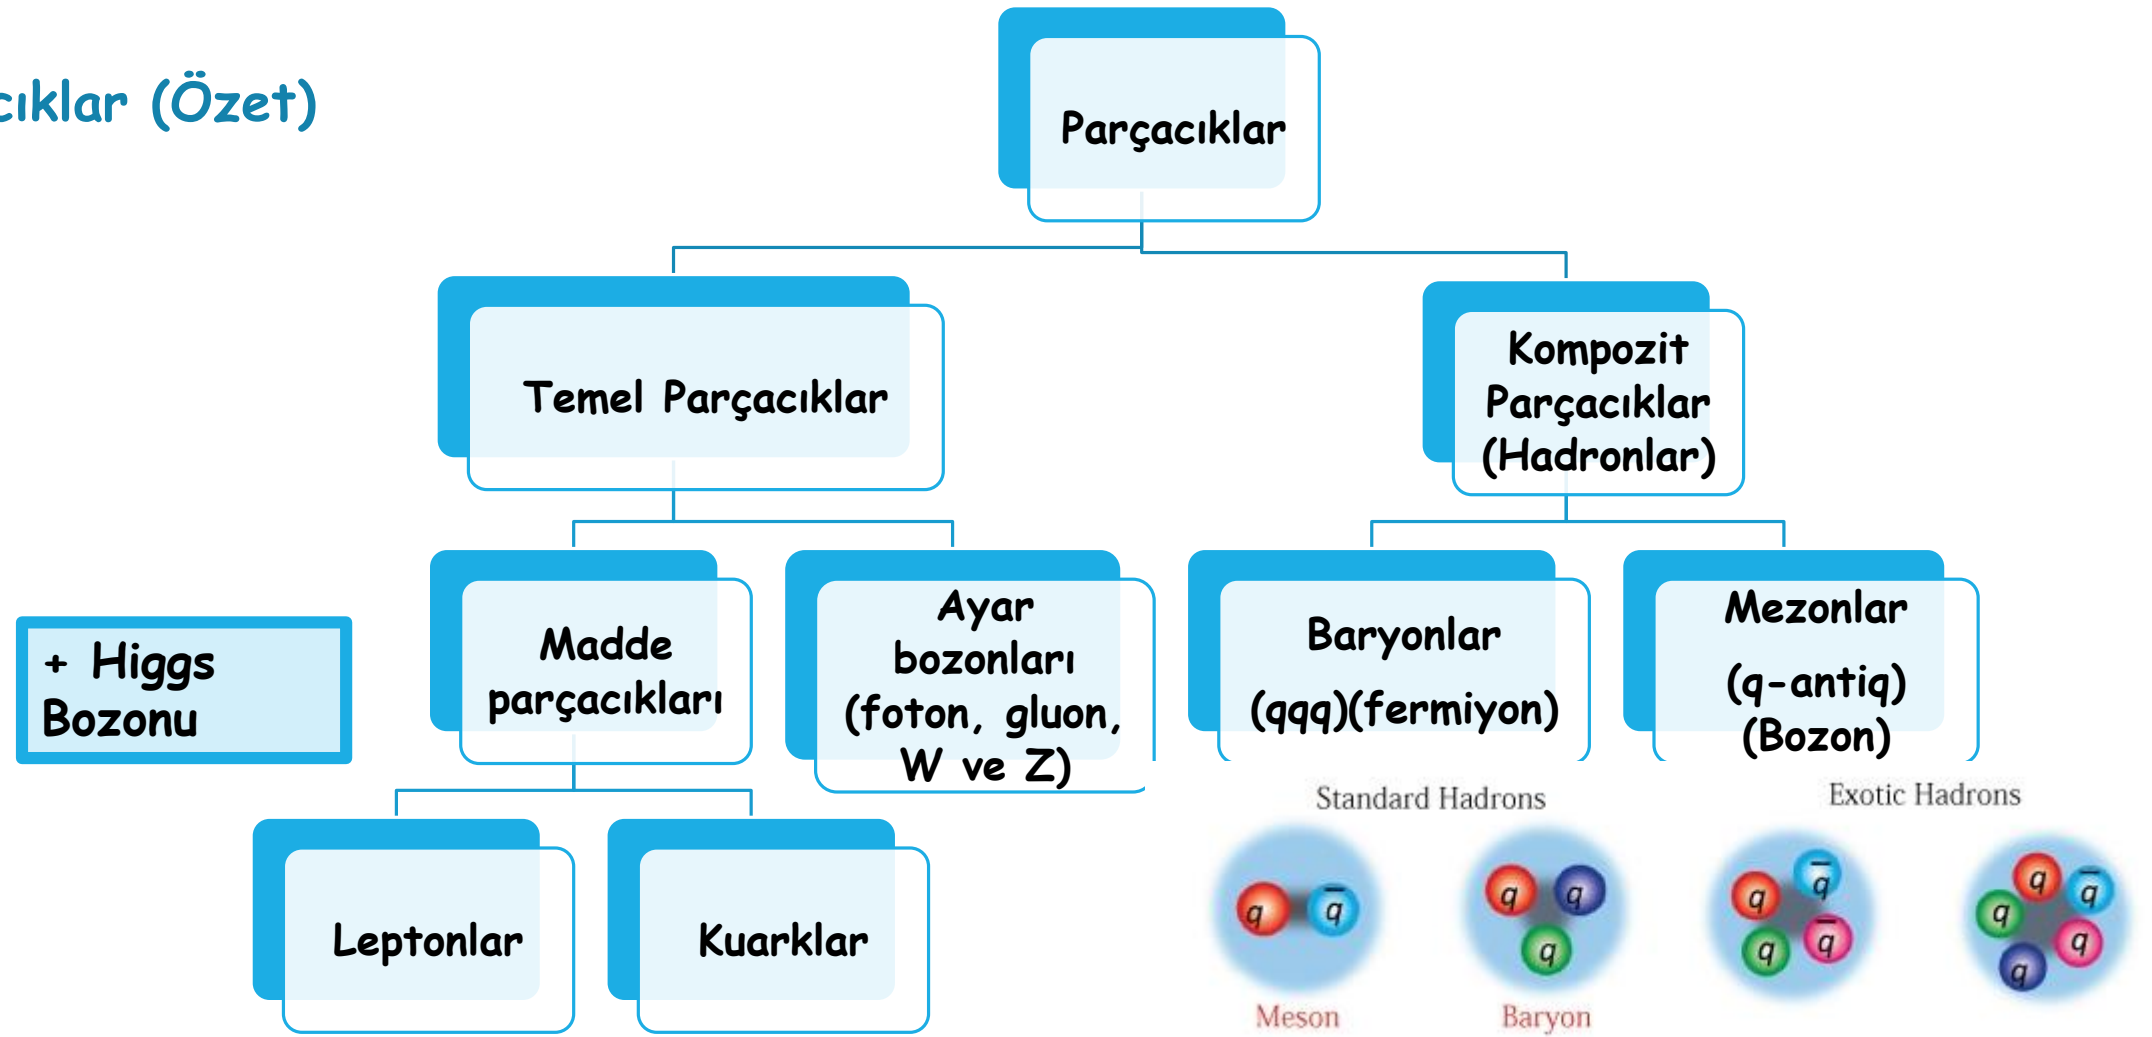 cıklar (Özet)
Parçacıklar
Temel Parçacıklar
Kompozit
Parçacıklar
(Hadronlar)
+ Higgs
Bozonu
Madde
parçacıkları
Ayar
bozonları
(foton, gluon,
W ve Z)
Baryonlar
(qqq)(fermiyon)
Mezonlar
(q-antiq)
(Bozon)
Leptonlar
Kuarklar
Standard Hadrons
Exotic Hadrons
q q̅
q q
q
q q̅
q q̅
q q̅
q q
q
Meson
Baryon